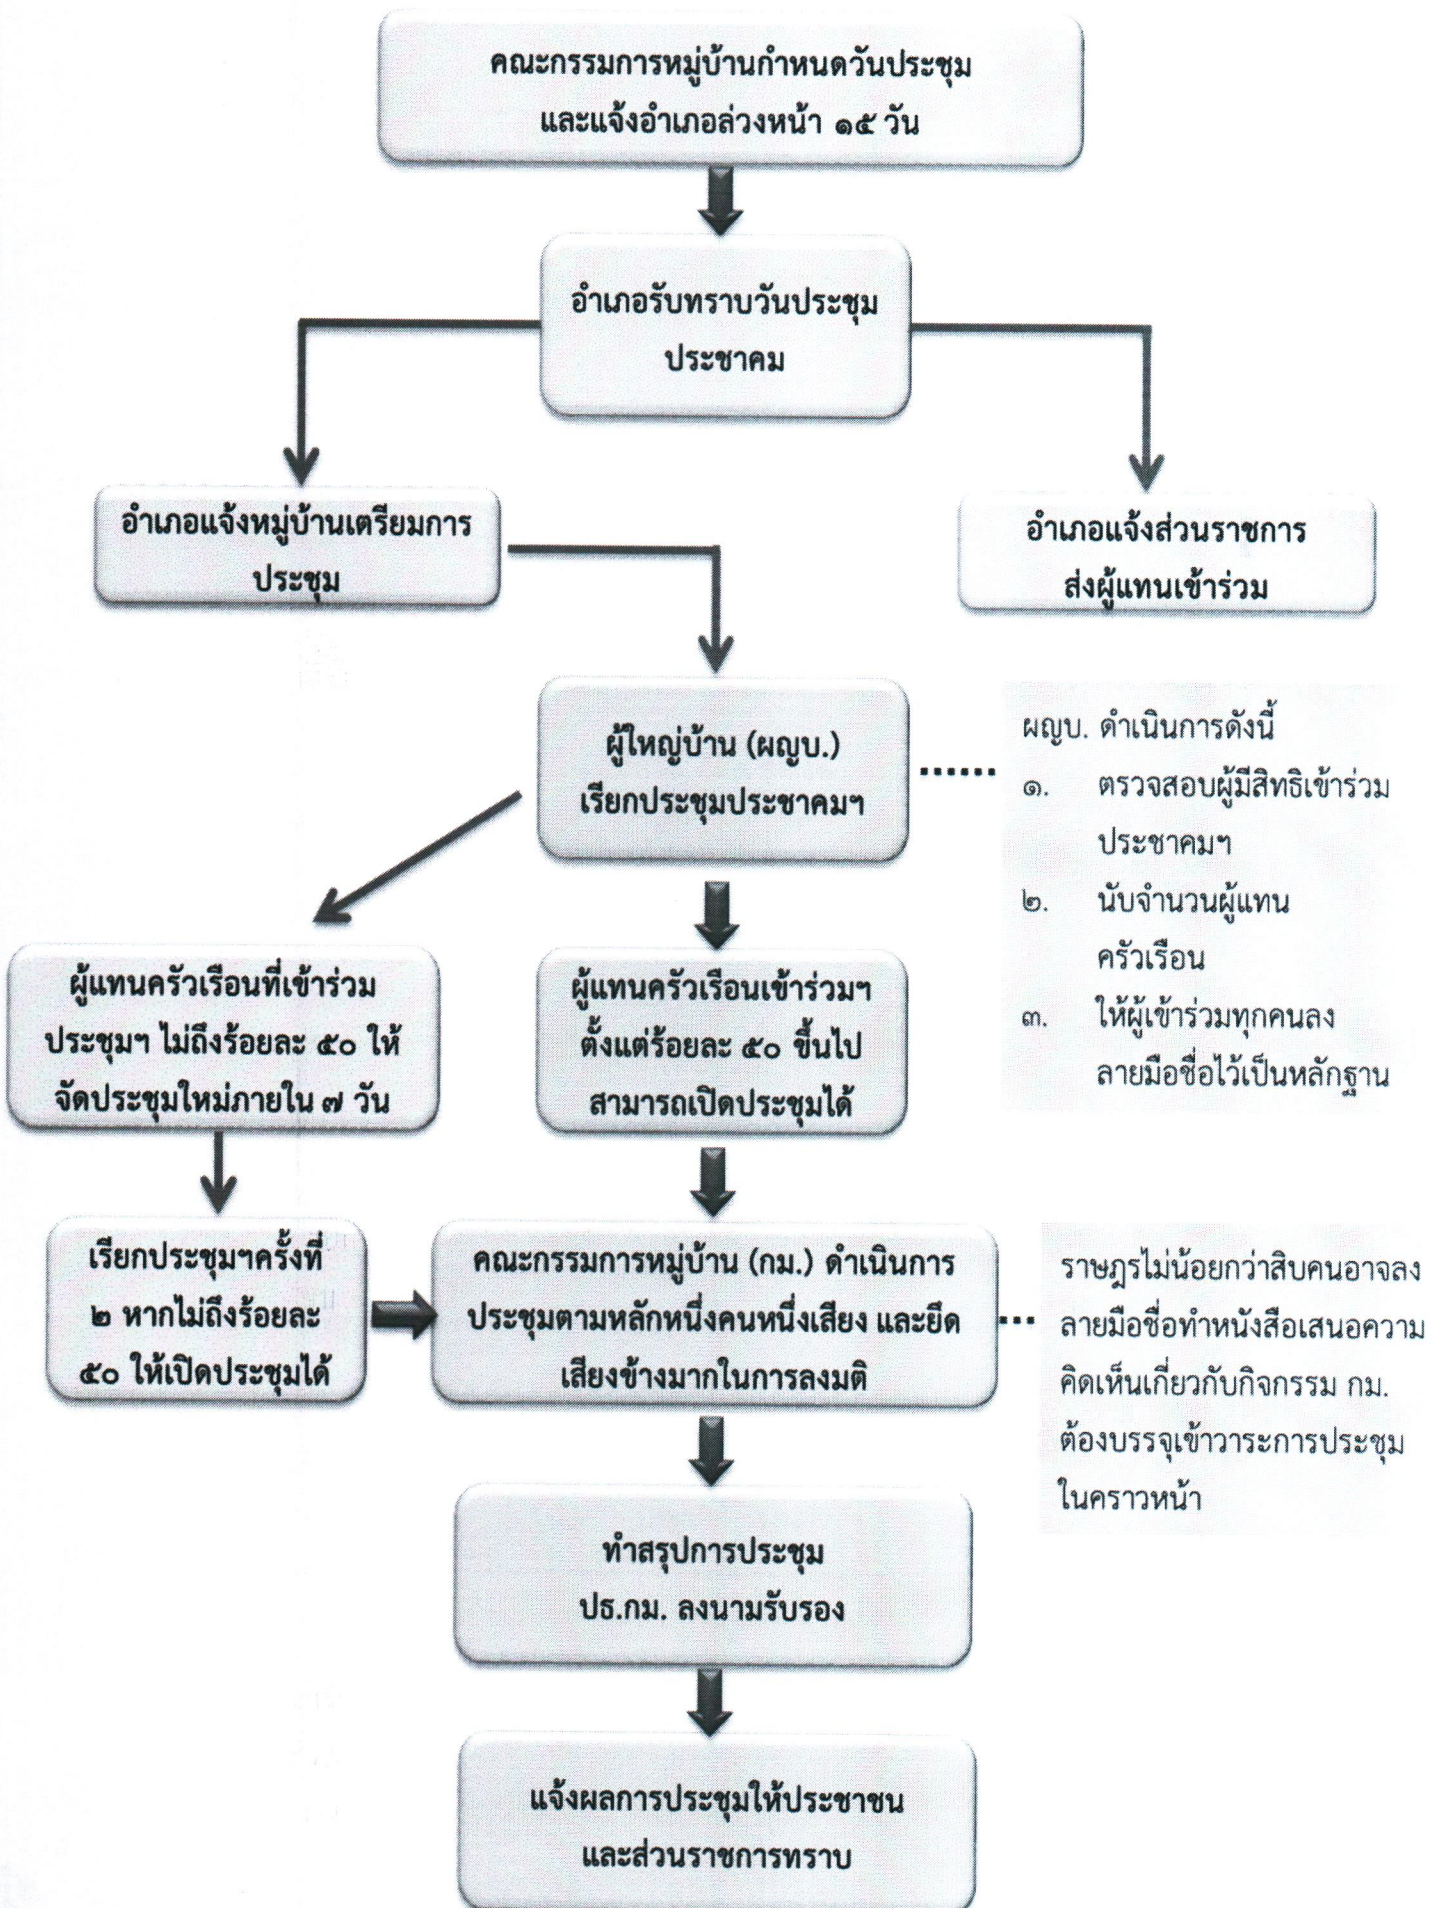 คณะกรรมการหมู่บ้านกำหนดวันประชุม
และแจ้งอำเภอล่วงหน้า ๑๕ วัน
อำเภอรับทราบวันประชุม
ประชาคม
อำเภอแจ้งหมู่บ้านเตรียมการ
ประชุม
อำเภอแจ้งส่วนราชการ
ส่งผู้แทนเข้าร่วม
ผู้ใหญ่บ้าน (ผญบ.)
เรียกประชุมประชาคมฯ
ผญบ. ดำเนินการดังนี้
๑. ตรวจสอบผู้มีสิทธิเข้าร่วม
ประชาคมฯ
๒. นับจำนวนผู้แทน
ครัวเรือน
๓. ให้ผู้เข้าร่วมทุกคนลง
ลายมือชื่อไว้เป็นหลักฐาน
ผู้แทนครัวเรือนที่เข้าร่วม
ประชุมฯ ไม่ถึงร้อยละ ๕๐ ให้
จัดประชุมใหม่ภายใน ๗ วัน
ผู้แทนครัวเรือนเข้าร่วมฯ
ตั้งแต่ร้อยละ ๕๐ ขึ้นไป
สามารถเปิดประชุมได้
เรียกประชุมฯครั้งที่
๒ หากไม่ถึงร้อยละ
๕๐ ให้เปิดประชุมได้
คณะกรรมการหมู่บ้าน (กม.) ดำเนินการ
ประชุมตามหลักหนึ่งคนหนึ่งเสียง และยึด
เสียงข้างมากในการลงมติ
ราษฎรไม่น้อยกว่าสิบคนอาจลง
ลายมือชื่อทำหนังสือเสนอความ
คิดเห็นเกี่ยวกับกิจกรรม กม.
ต้องบรรจุเข้าวาระการประชุม
ในคราวหน้า
ทำสรุปการประชุม
ปธ.กม. ลงนามรับรอง
แจ้งผลการประชุมให้ประชาชน
และส่วนราชการทราบ